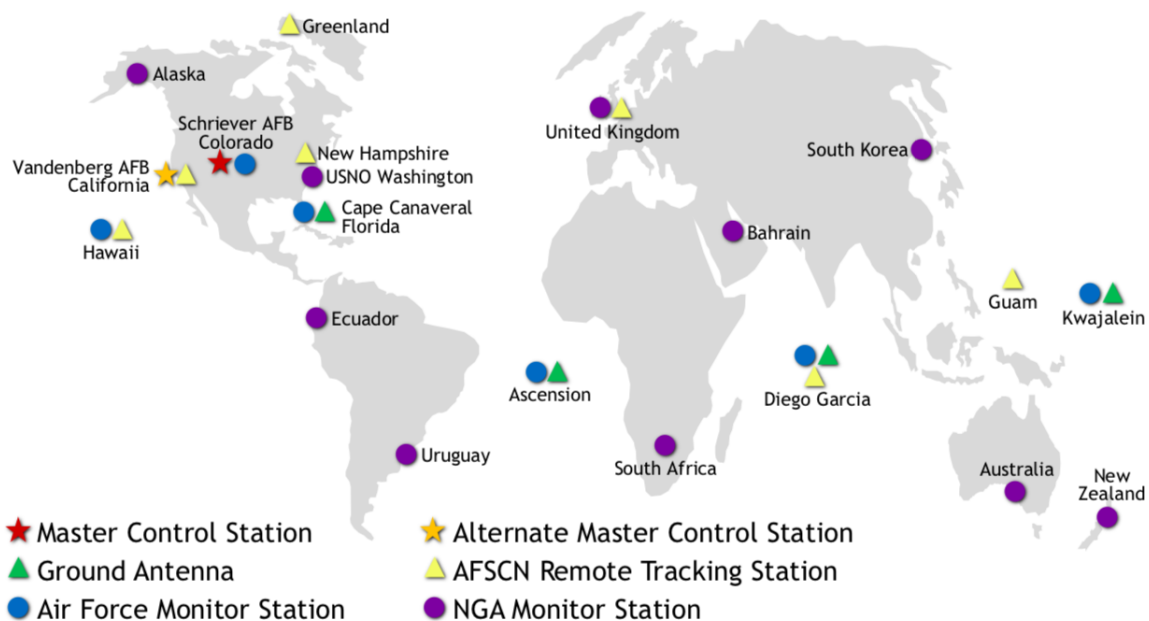 Greenland
Alaska
Schriever AFB
Colorado
Vandenberg AFB
California
New Hampshire
USNO Washington
Cape Canaveral
Florida
Hawaii
United Kingdom
South Korea
Bahrain
Guam
Kwajalein
Ecuador
Ascension
Diego Garcia
Uruguay
South Africa
Australia
New
Zealand
Master Control Station
Alternate Master Control Station
Ground Antenna
AFSCN Remote Tracking Station
Air Force Monitor Station
NGA Monitor Station